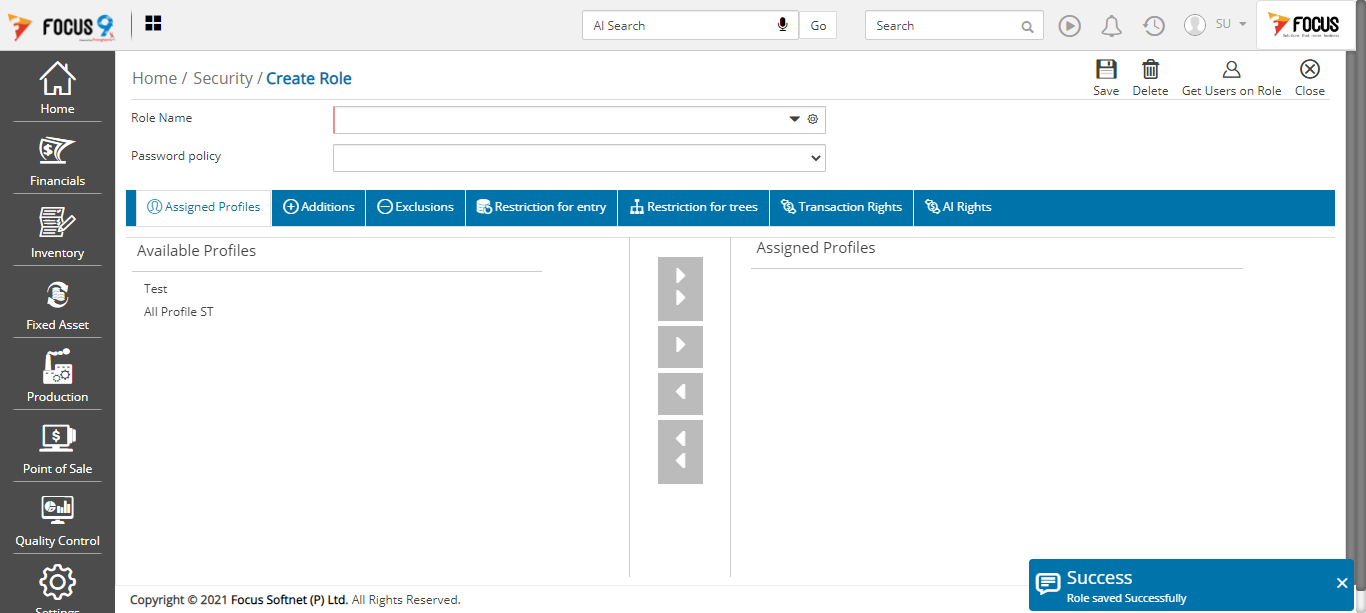 FOCUS 9
AI Search
Go
Search
SU
FOCUS
Home
Financials
Inventory
Fixed Asset
Production
Point of Sale
Quality Control
Settings
Home / Security / Create Role
Save
Delete
Get Users on Role
Close
Role Name
Password policy
Assigned Profiles
Additions
Exclusions
Restriction for entry
Restriction for trees
Transaction Rights
AI Rights
Available Profiles
Test
All Profile ST
Assigned Profiles
Success
Role saved Successfully
Copyright © 2021 Focus Softnet (P) Ltd. All Rights Reserved.